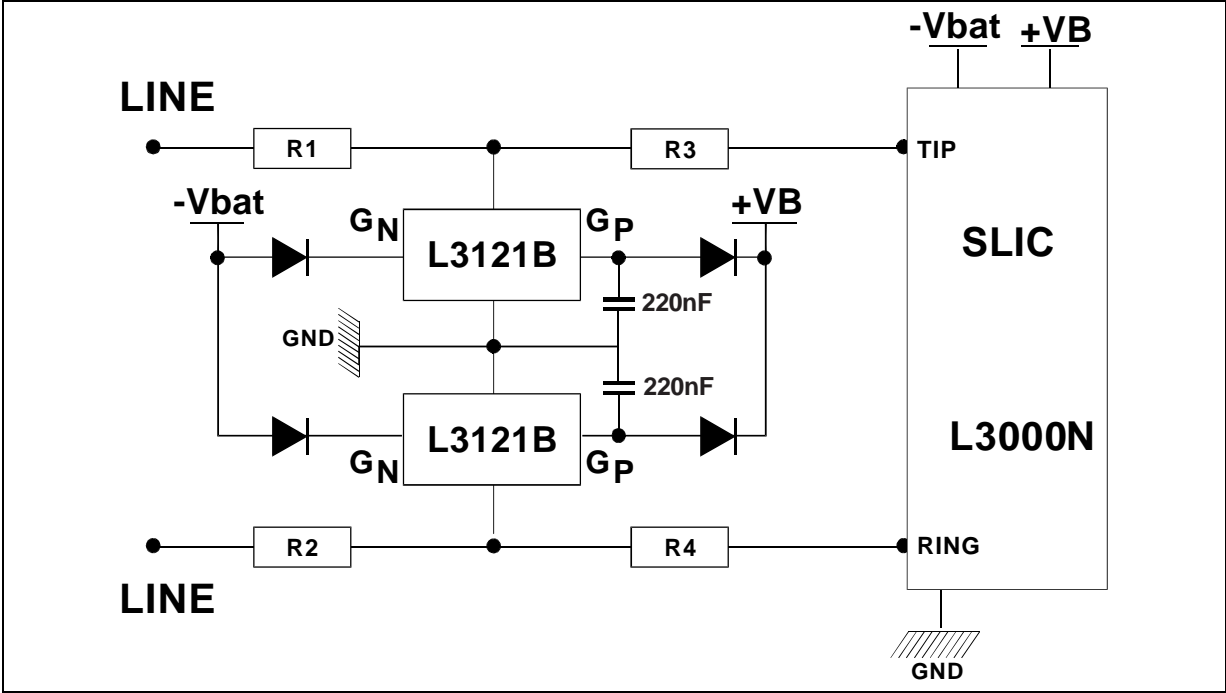 -Vbat +VB
LINE
R1 R3 TIP
-Vbat GN GP +VB
L3121B SLIC
220nF
GND
220nF
L3121B L3000N
GN GP
R2 R4 RING
LINE
GND